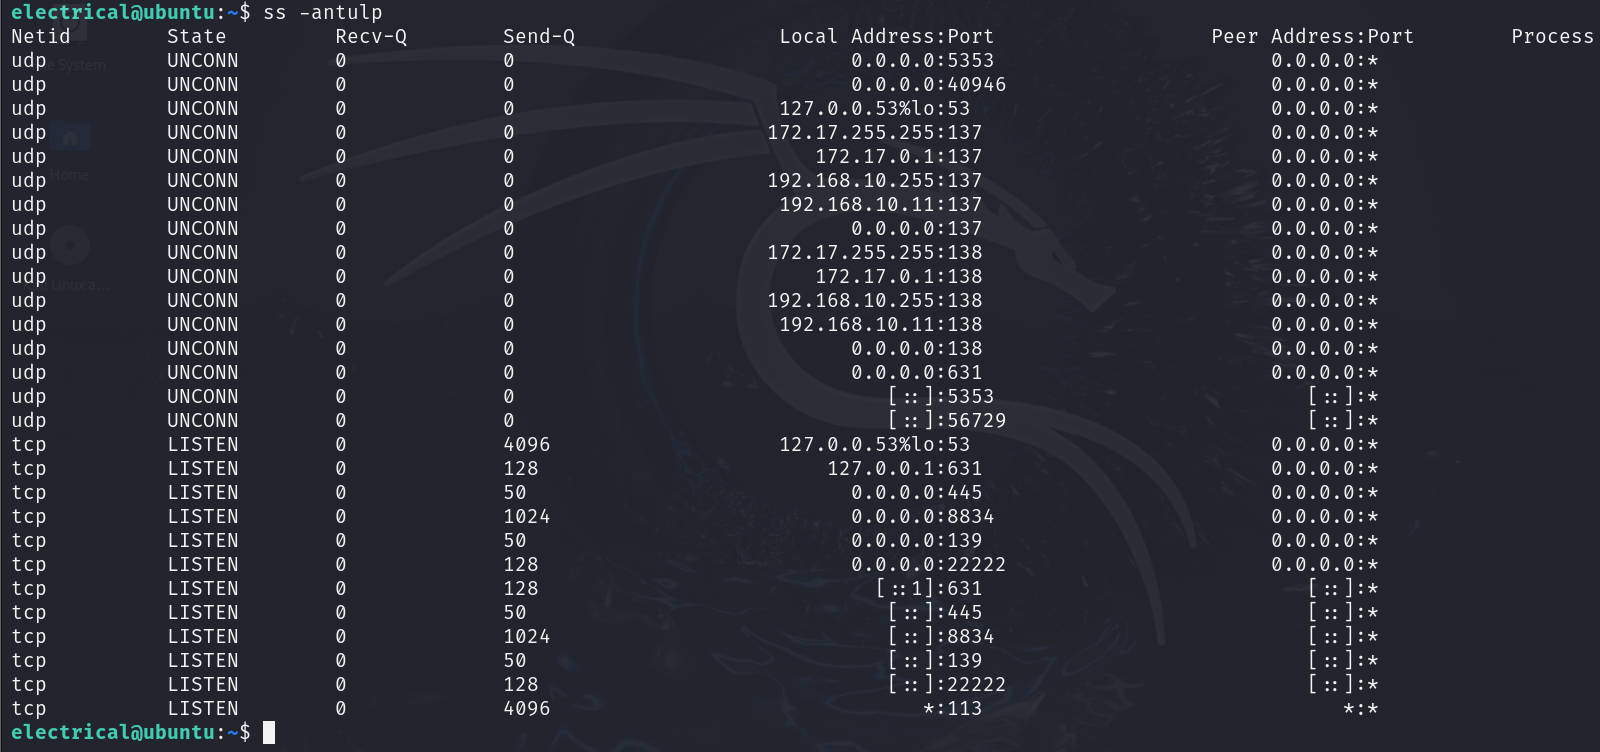 electrical@ubuntu:~$ ss -antulp
Netid State Recv-Q Send-Q Local Address:Port Peer Address:Port Process
udp UNCONN 0 0 0.0.0.0:5353 0.0.0.0:*
udp UNCONN 0 0 0.0.0.0:40946 0.0.0.0:*
udp UNCONN 0 0 127.0.0.53%lo:53 0.0.0.0:*
udp UNCONN 0 0 172.17.255.255:137 0.0.0.0:*
udp UNCONN 0 0 172.17.0.1:137 0.0.0.0:*
udp UNCONN 0 0 192.168.10.255:137 0.0.0.0:*
udp UNCONN 0 0 192.168.10.11:137 0.0.0.0:*
udp UNCONN 0 0 0.0.0.0:137 0.0.0.0:*
udp UNCONN 0 0 172.17.255.255:138 0.0.0.0:*
udp UNCONN 0 0 172.17.0.1:138 0.0.0.0:*
udp UNCONN 0 0 192.168.10.255:138 0.0.0.0:*
udp UNCONN 0 0 192.168.10.11:138 0.0.0.0:*
udp UNCONN 0 0 0.0.0.0:138 0.0.0.0:*
udp UNCONN 0 0 0.0.0.0:631 0.0.0.0:*
udp UNCONN 0 0 [::]:5353 [::]:*
udp UNCONN 0 0 [::]:56729 [::]:*
tcp LISTEN 0 4096 127.0.0.53%lo:53 0.0.0.0:*
tcp LISTEN 0 128 127.0.0.1:631 0.0.0.0:*
tcp LISTEN 0 50 0.0.0.0:445 0.0.0.0:*
tcp LISTEN 0 1024 0.0.0.0:8834 0.0.0.0:*
tcp LISTEN 0 50 0.0.0.0:139 0.0.0.0:*
tcp LISTEN 0 128 0.0.0.0:22222 0.0.0.0:*
tcp LISTEN 0 128 [::1]:631 [::]:*
tcp LISTEN 0 50 [::]:445 [::]:*
tcp LISTEN 0 1024 [::]:8834 [::]:*
tcp LISTEN 0 50 [::]:139 [::]:*
tcp LISTEN 0 128 [::]:22222 [::]:*
tcp LISTEN 0 4096 *:113 *:*
electrical@ubuntu:~$
System
Home